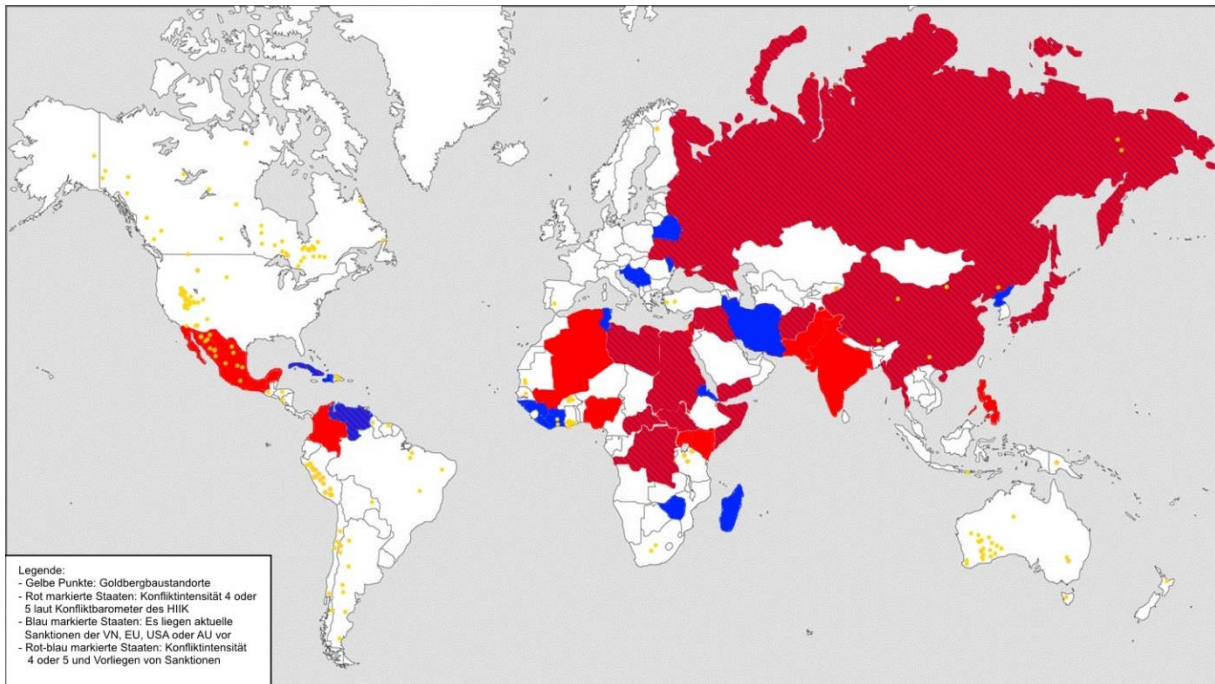 Legende:
- Gelbe Punkte: Goldbergbaustandorte
- Rot markierte Staaten: Konfliktintensität 4 oder
5 laut Konfliktbarometer des HIIK
- Blau markierte Staaten: Es liegen aktuelle
Sanktionen der VN, EU, USA oder AU vor
- Rot-blau markierte Staaten: Konfliktintensität
4 oder 5 und Vorliegen von Sanktionen